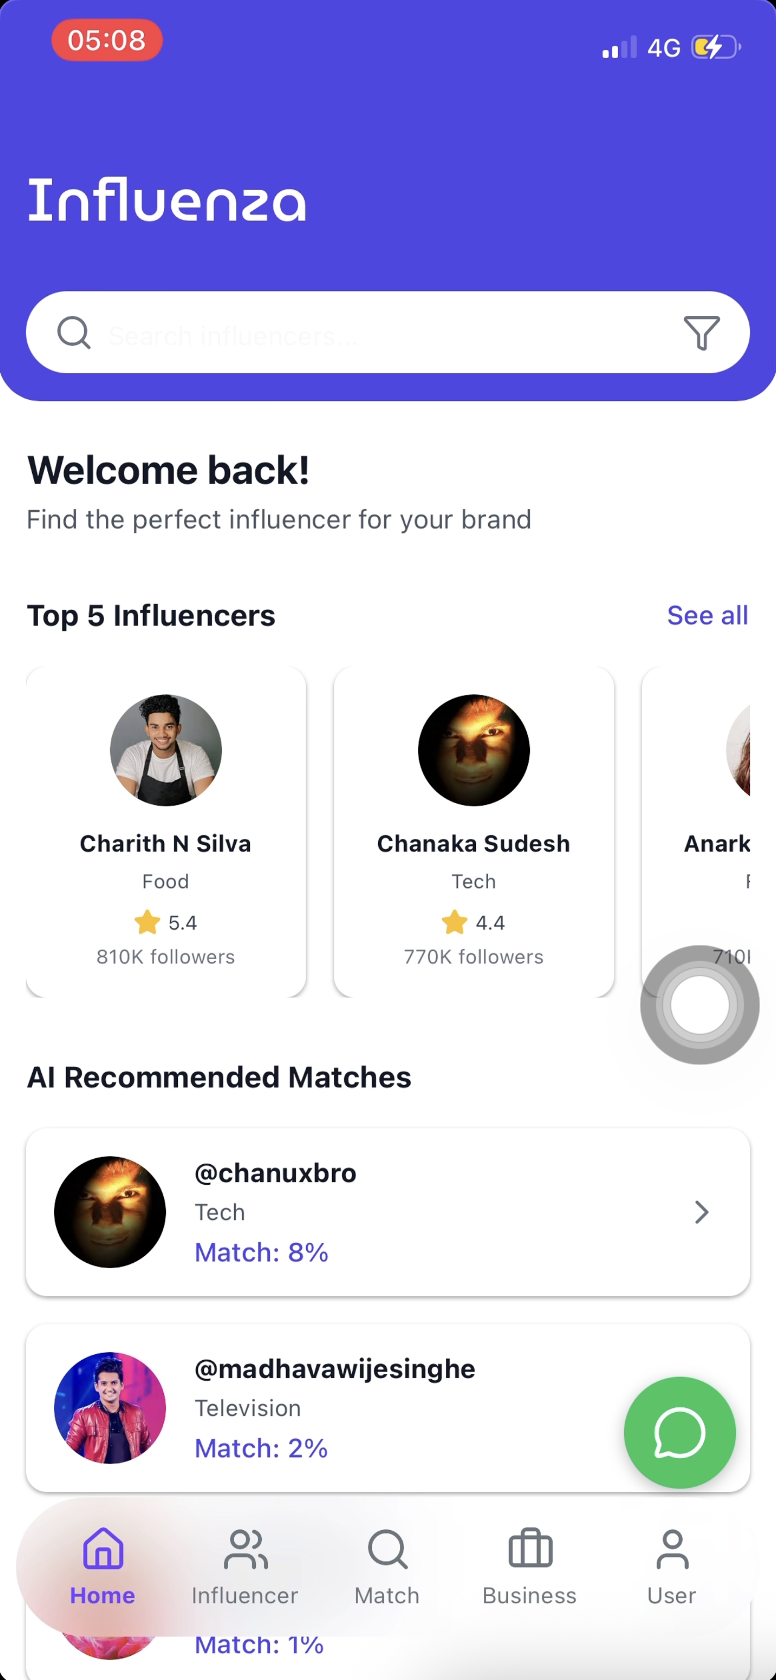 05:08
4G
Influenza
Search influencers...
Welcome back!
Find the perfect influencer for your brand
Top 5 Influencers
See all
Charith N Silva
Food
5.4
810K followers
Chanaka Sudesh
Tech
4.4
770K followers
Anark
F
710K
AI Recommended Matches
@chanuxbro
Tech
Match: 8%
@madhavawijesinghe
Television
Match: 2%
Home
Influencer
Match
Business
User
Match: 1%